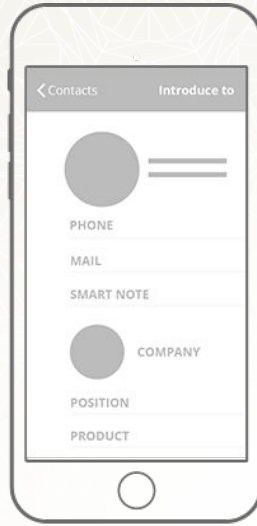 Contacts Introduce to
PHONE
MAIL
SMART NOTE
COMPANY
POSITION
PRODUCT